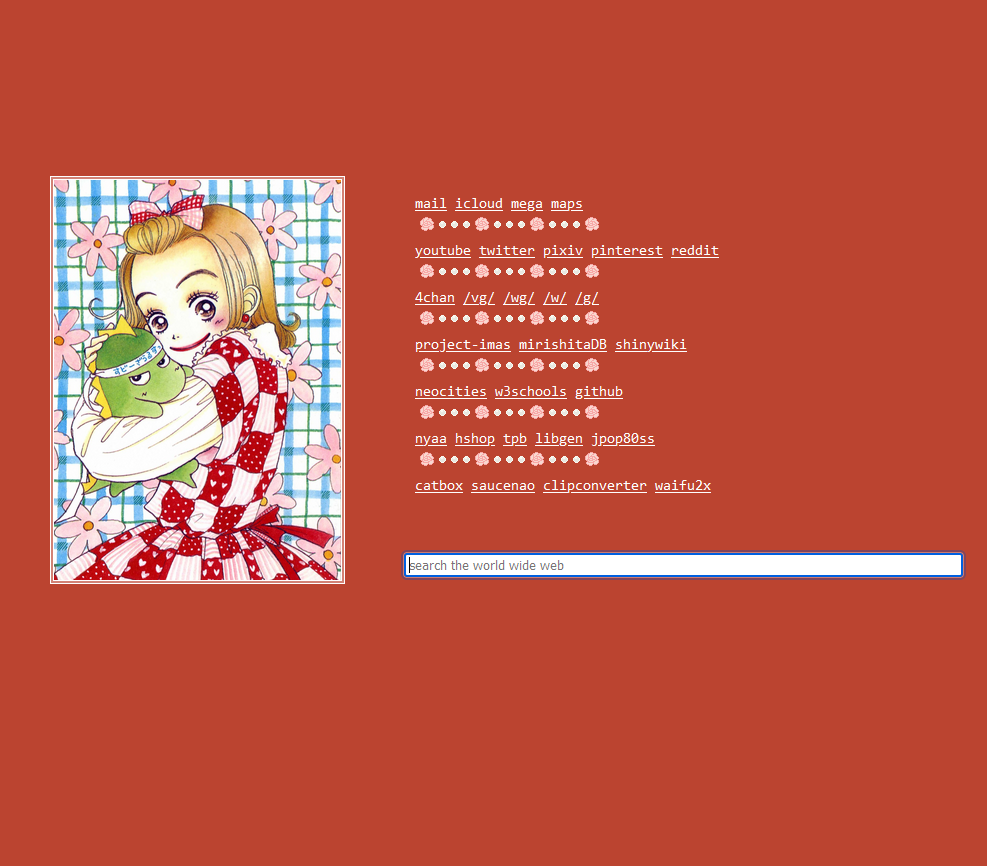 mail icloud mega maps
youtube twitter pixiv pinterest reddit
4chan /vg/ /wg/ /w/ /g/
project-imas mirishitaDB shinywiki
neocities w3schools github
nyaa hshop tpb libgen jpop80ss
catbox saucenao clipconverter waifu2x
search the world wide web